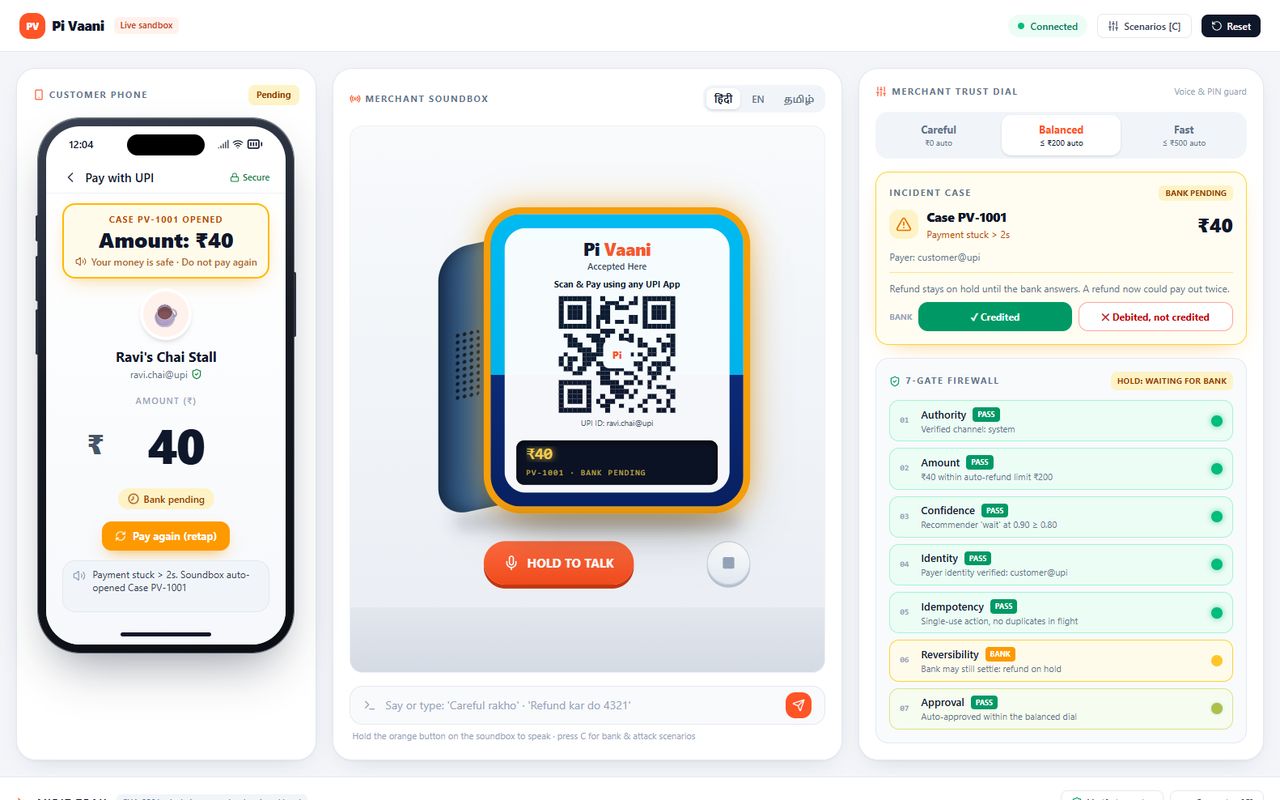 PV Pi Vaani Live sandbox
Connected
Scenarios [C]
Reset
CUSTOMER PHONE
Pending
12:04
Pay with UPI
Secure
CASE PV-1001 OPENED
Amount: ₹40
Your money is safe · Do not pay again
Ravi's Chai Stall
ravi.chai@upi
AMOUNT (₹)
₹ 40
Bank pending
Pay again (retap)
Payment stuck > 2s. Soundbox auto-
opened Case PV-1001
MERCHANT SOUNDBOX
हिंदी EN தமிழ்
Pi Vaani
Accepted Here
Scan & Pay using any UPI App
Pi
UPI ID: ravi.chai@upi
₹40
PV-1001 · BANK PENDING
HOLD TO TALK
Say or type: 'Careful rakho' · 'Refund kar do 4321'
Hold the orange button on the soundbox to speak · press C for bank & attack scenarios
MERCHANT TRUST DIAL
Voice & PIN guard
Careful
₹0 auto
Balanced
≤ ₹200 auto
Fast
≤ ₹500 auto
INCIDENT CASE
BANK PENDING
Case PV-1001
Payment stuck > 2s
₹40
Payer: customer@upi
Refund stays on hold until the bank answers. A refund now could pay out twice.
BANK
✓ Credited
✕ Debited, not credited
7-GATE FIREWALL
HOLD: WAITING FOR BANK
01 Authority PASS
Verified channel: system
02 Amount PASS
₹40 within auto-refund limit ₹200
03 Confidence PASS
Recommender 'wait' at 0.90 ≥ 0.80
04 Identity PASS
Payer identity verified: customer@upi
05 Idempotency PASS
Single-use action, no duplicates in flight
06 Reversibility BANK
Bank may still settle: refund on hold
07 Approval PASS
Auto-approved within the balanced dial